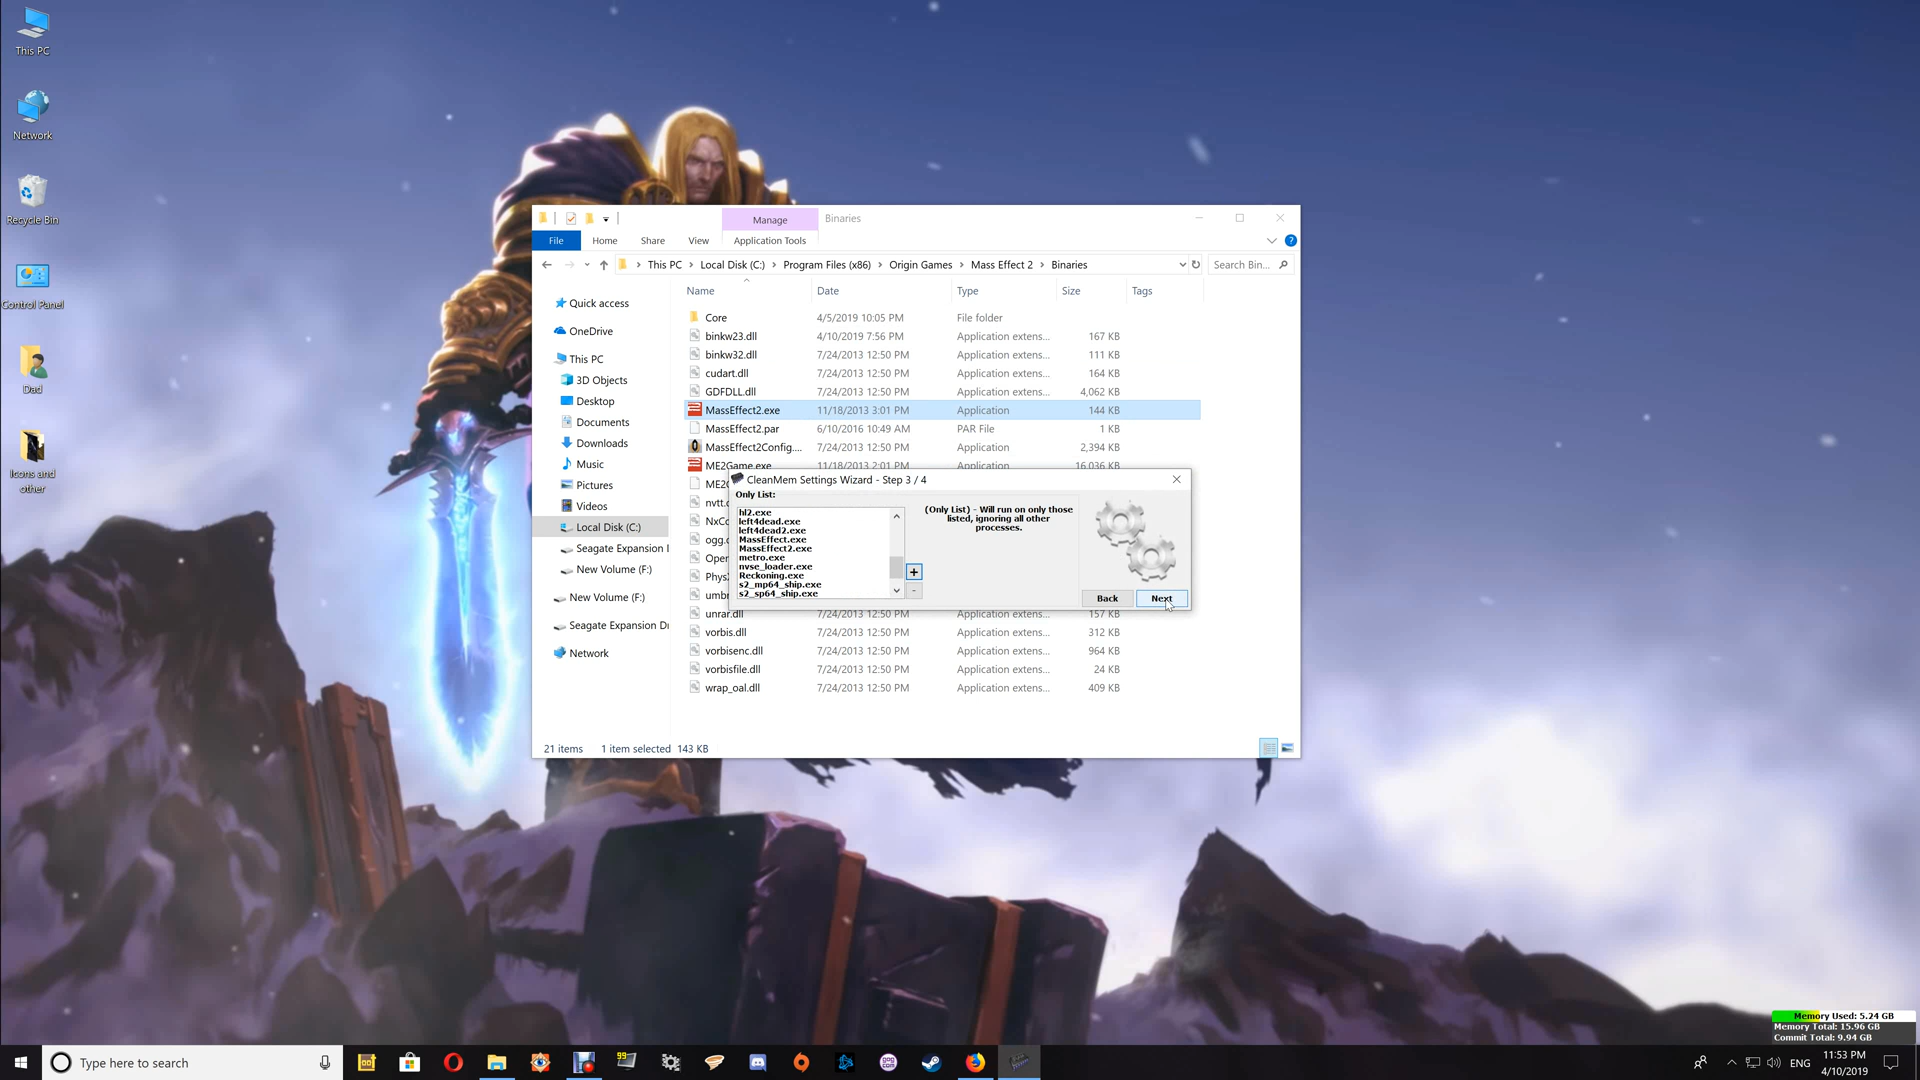 This PC
Network
Recycle Bin
Control Panel
Dad
Icons and
other
Manage
Binaries
File
Home
Share
View
Application Tools
This PC
Local Disk (C:)
Program Files (x86)
Origin Games
Mass Effect 2
Binaries
Search Bin...
Name
Date
Type
Size
Tags
Quick access
OneDrive
This PC
3D Objects
Desktop
Documents
Downloads
Music
Pictures
Videos
Local Disk (C:)
Seagate Expansion
New Volume (F:)
New Volume (F:)
Seagate Expansion Dr
Network
Core 4/5/2019 10:05 PM File folder
binkw23.dll 4/10/2019 7:56 PM Application extens... 167 KB
binkw32.dll 7/24/2013 12:50 PM Application extens... 111 KB
cudart.dll 7/24/2013 12:50 PM Application extens... 164 KB
GDFDLL.dll 7/24/2013 12:50 PM Application extens... 4,062 KB
MassEffect2.exe 11/18/2013 3:01 PM Application 144 KB
MassEffect2.par 6/10/2016 10:49 AM PAR File 1 KB
MassEffect2Config.... 7/24/2013 12:50 PM Application 2,394 KB
ME2Game.exe 11/18/2013 2:01 PM Application 16,036 KB
ME2
nvtt.
NxCo
ogg.
Open
PhysX
umbr
unrar.dll 7/24/2013 12:50 PM Application extens... 157 KB
vorbis.dll 7/24/2013 12:50 PM Application extens... 312 KB
vorbisenc.dll 7/24/2013 12:50 PM Application extens... 964 KB
vorbisfile.dll 7/24/2013 12:50 PM Application extens... 24 KB
wrap_oal.dll 7/24/2013 12:50 PM Application extens... 409 KB
21 items 1 item selected 143 KB
CleanMem Settings Wizard - Step 3 / 4
Only List:
hl2.exe
left4dead.exe
left4dead2.exe
MassEffect.exe
MassEffect2.exe
metro.exe
nvse_loader.exe
Reckoning.exe
s2_mp64_ship.exe
s2_sp64_ship.exe
+
-
(Only List) - Will run on only those
listed, ignoring all other
processes.
Back
Next
Memory Used: 5.24 GB
Memory Total: 15.96 GB
Commit Total: 9.94 GB
Type here to search
99
ENG
11:53 PM
4/10/2019